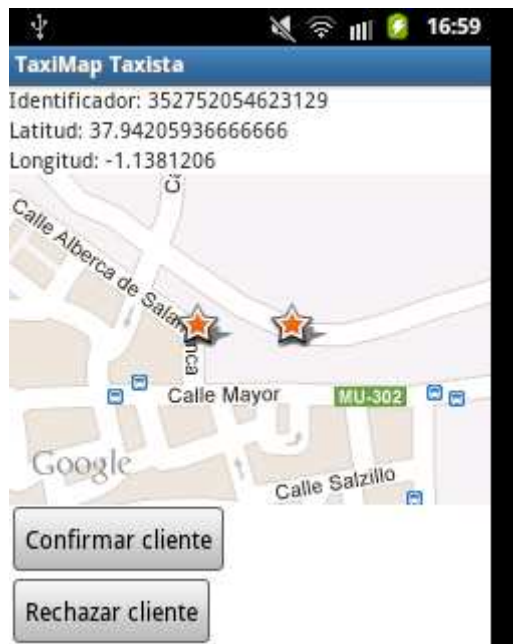 16:59
TaxiMap Taxista
Identificador: 352752054623129
Latitud: 37.94205936666666
Longitud: -1.1381206
Calle Alberca de Salamanca
Calle Mayor
MU-302
Google
Calle Salzillo
Confirmar cliente
Rechazar cliente